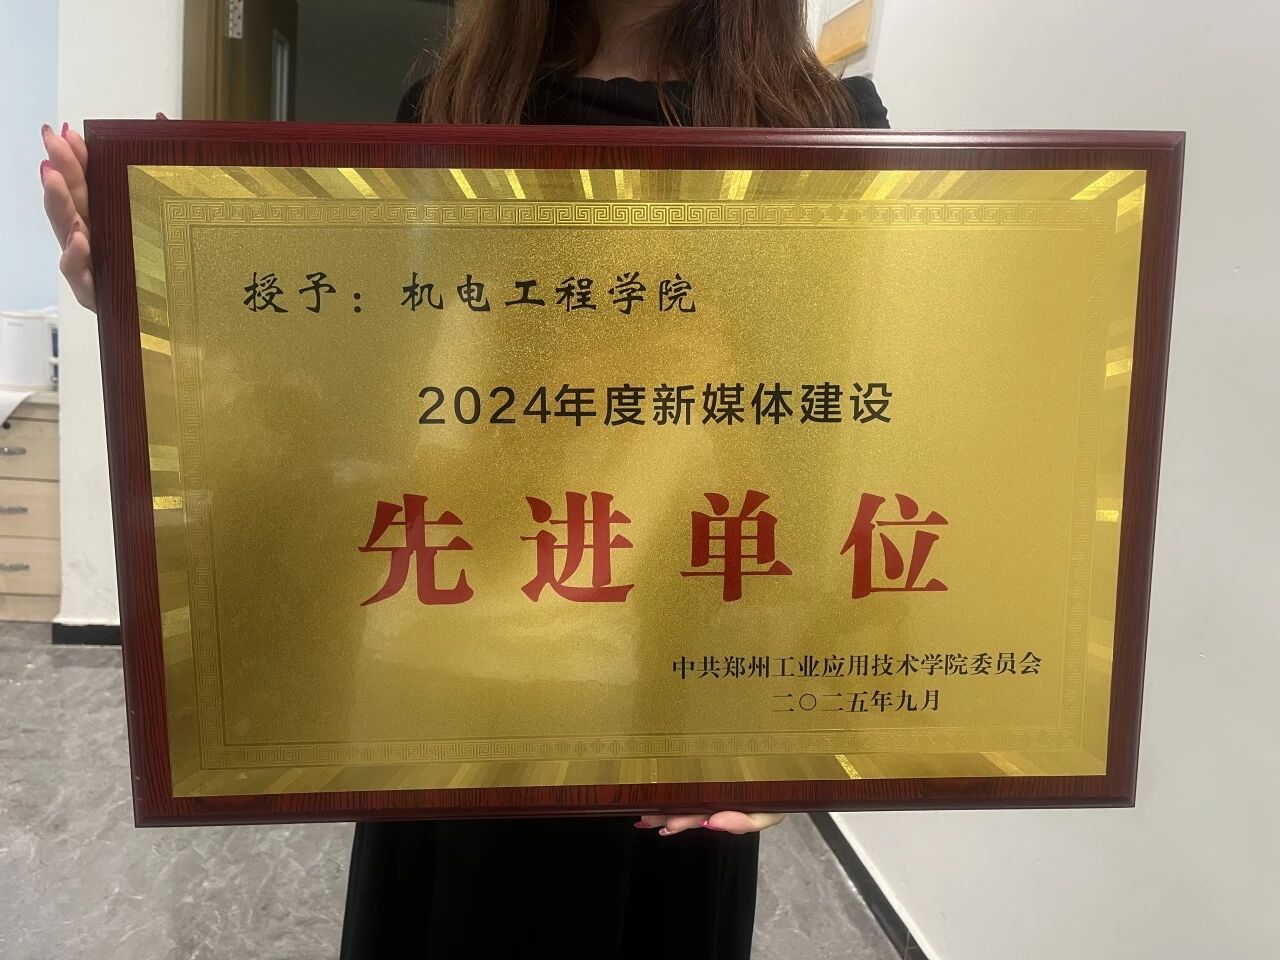 授予：机电工程学院
2024年度新媒体建设
先进单位
中共郑州工业应用技术学院委员会
二〇二五年九月